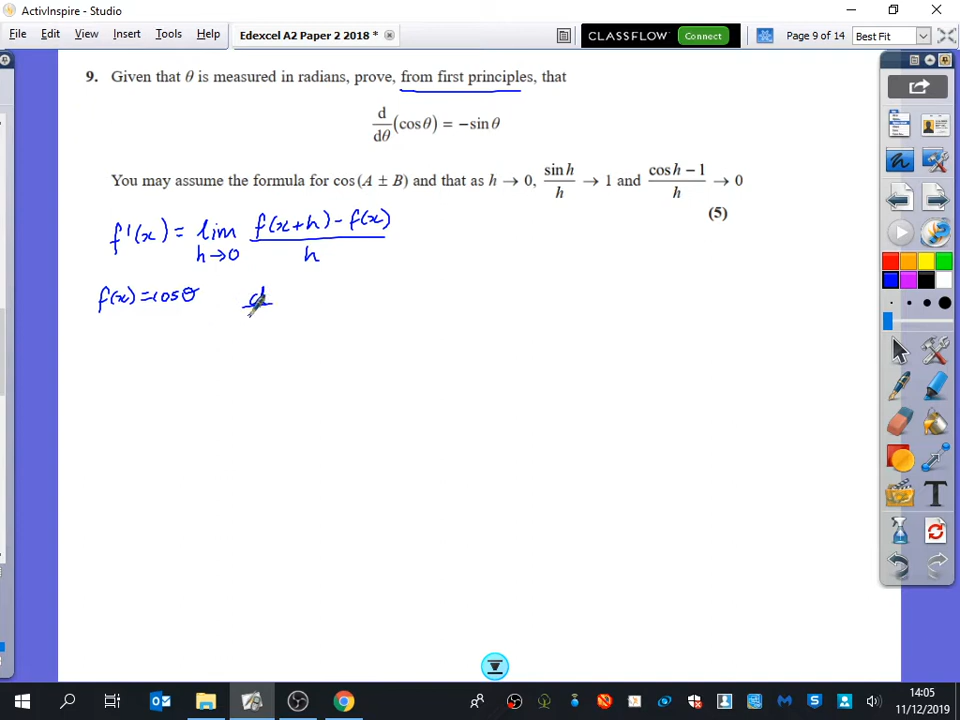 ActivInspire - Studio
File Edit View Insert Tools Help Edexcel A2 Paper 2 2018 * CLASSFLOW Connect Page 9 of 14 Best Fit
9. Given that θ is measured in radians, prove, from first principles, that
d/dθ (cosθ) = −sinθ
You may assume the formula for cos(A ± B) and that as h → 0, sin h/h → 1 and cos h − 1/h → 0
(5)
f'(x) = lim h→0 f(x+h) - f(x)/h
f(x)=cosθ d
T
14:05
11/12/2019